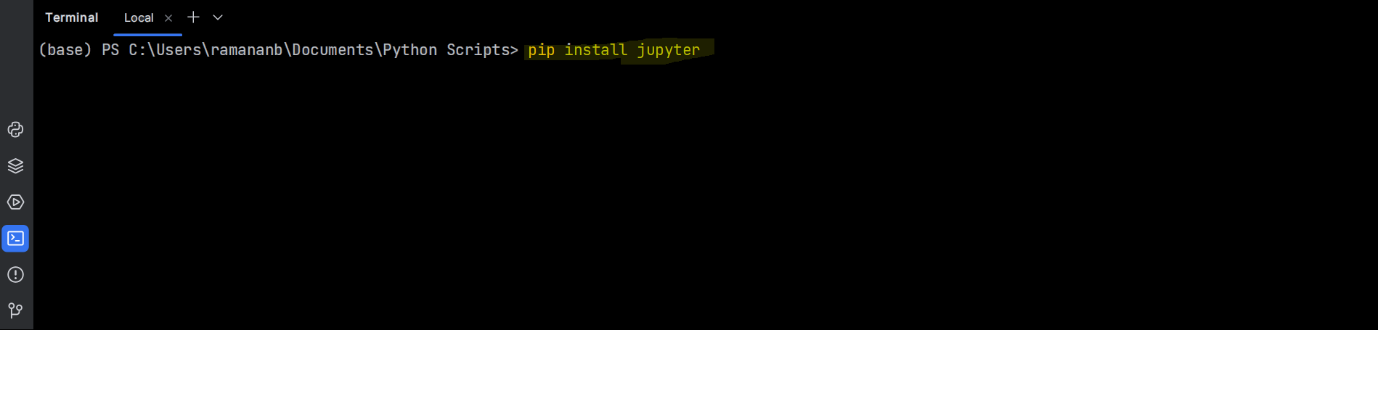 Terminal Local
(base) PS C:\Users\ramananb\Documents\Python Scripts> pip install jupyter